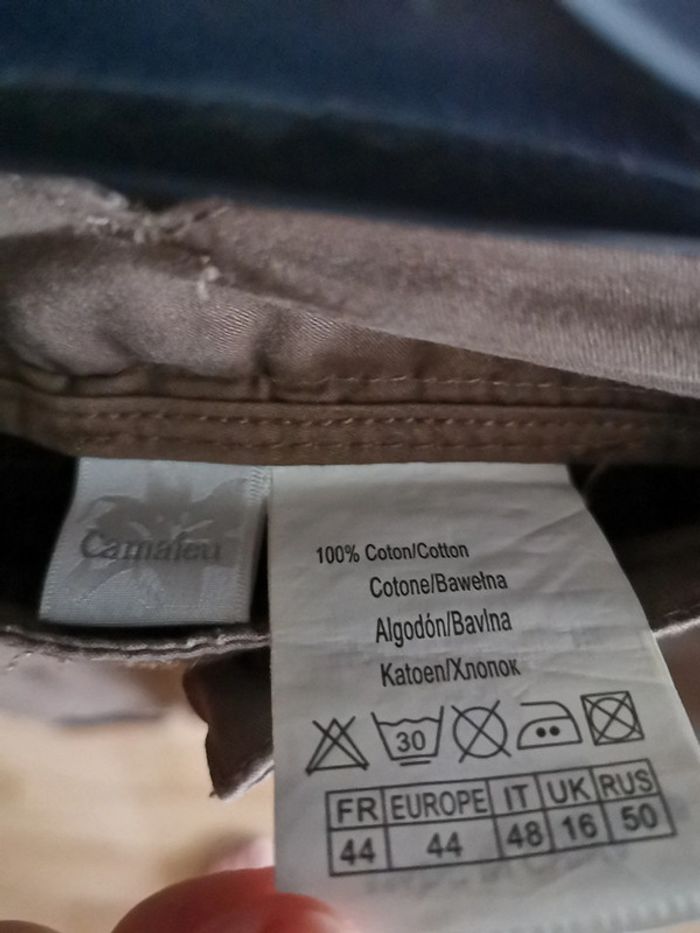 Camaïeu
100% Coton/Cotton
Cotone/Bawełna
Algodón/Bavlna
Katoen/Хлопок
30
FR EUROPE IT UK RUS
44 44 48 16 50